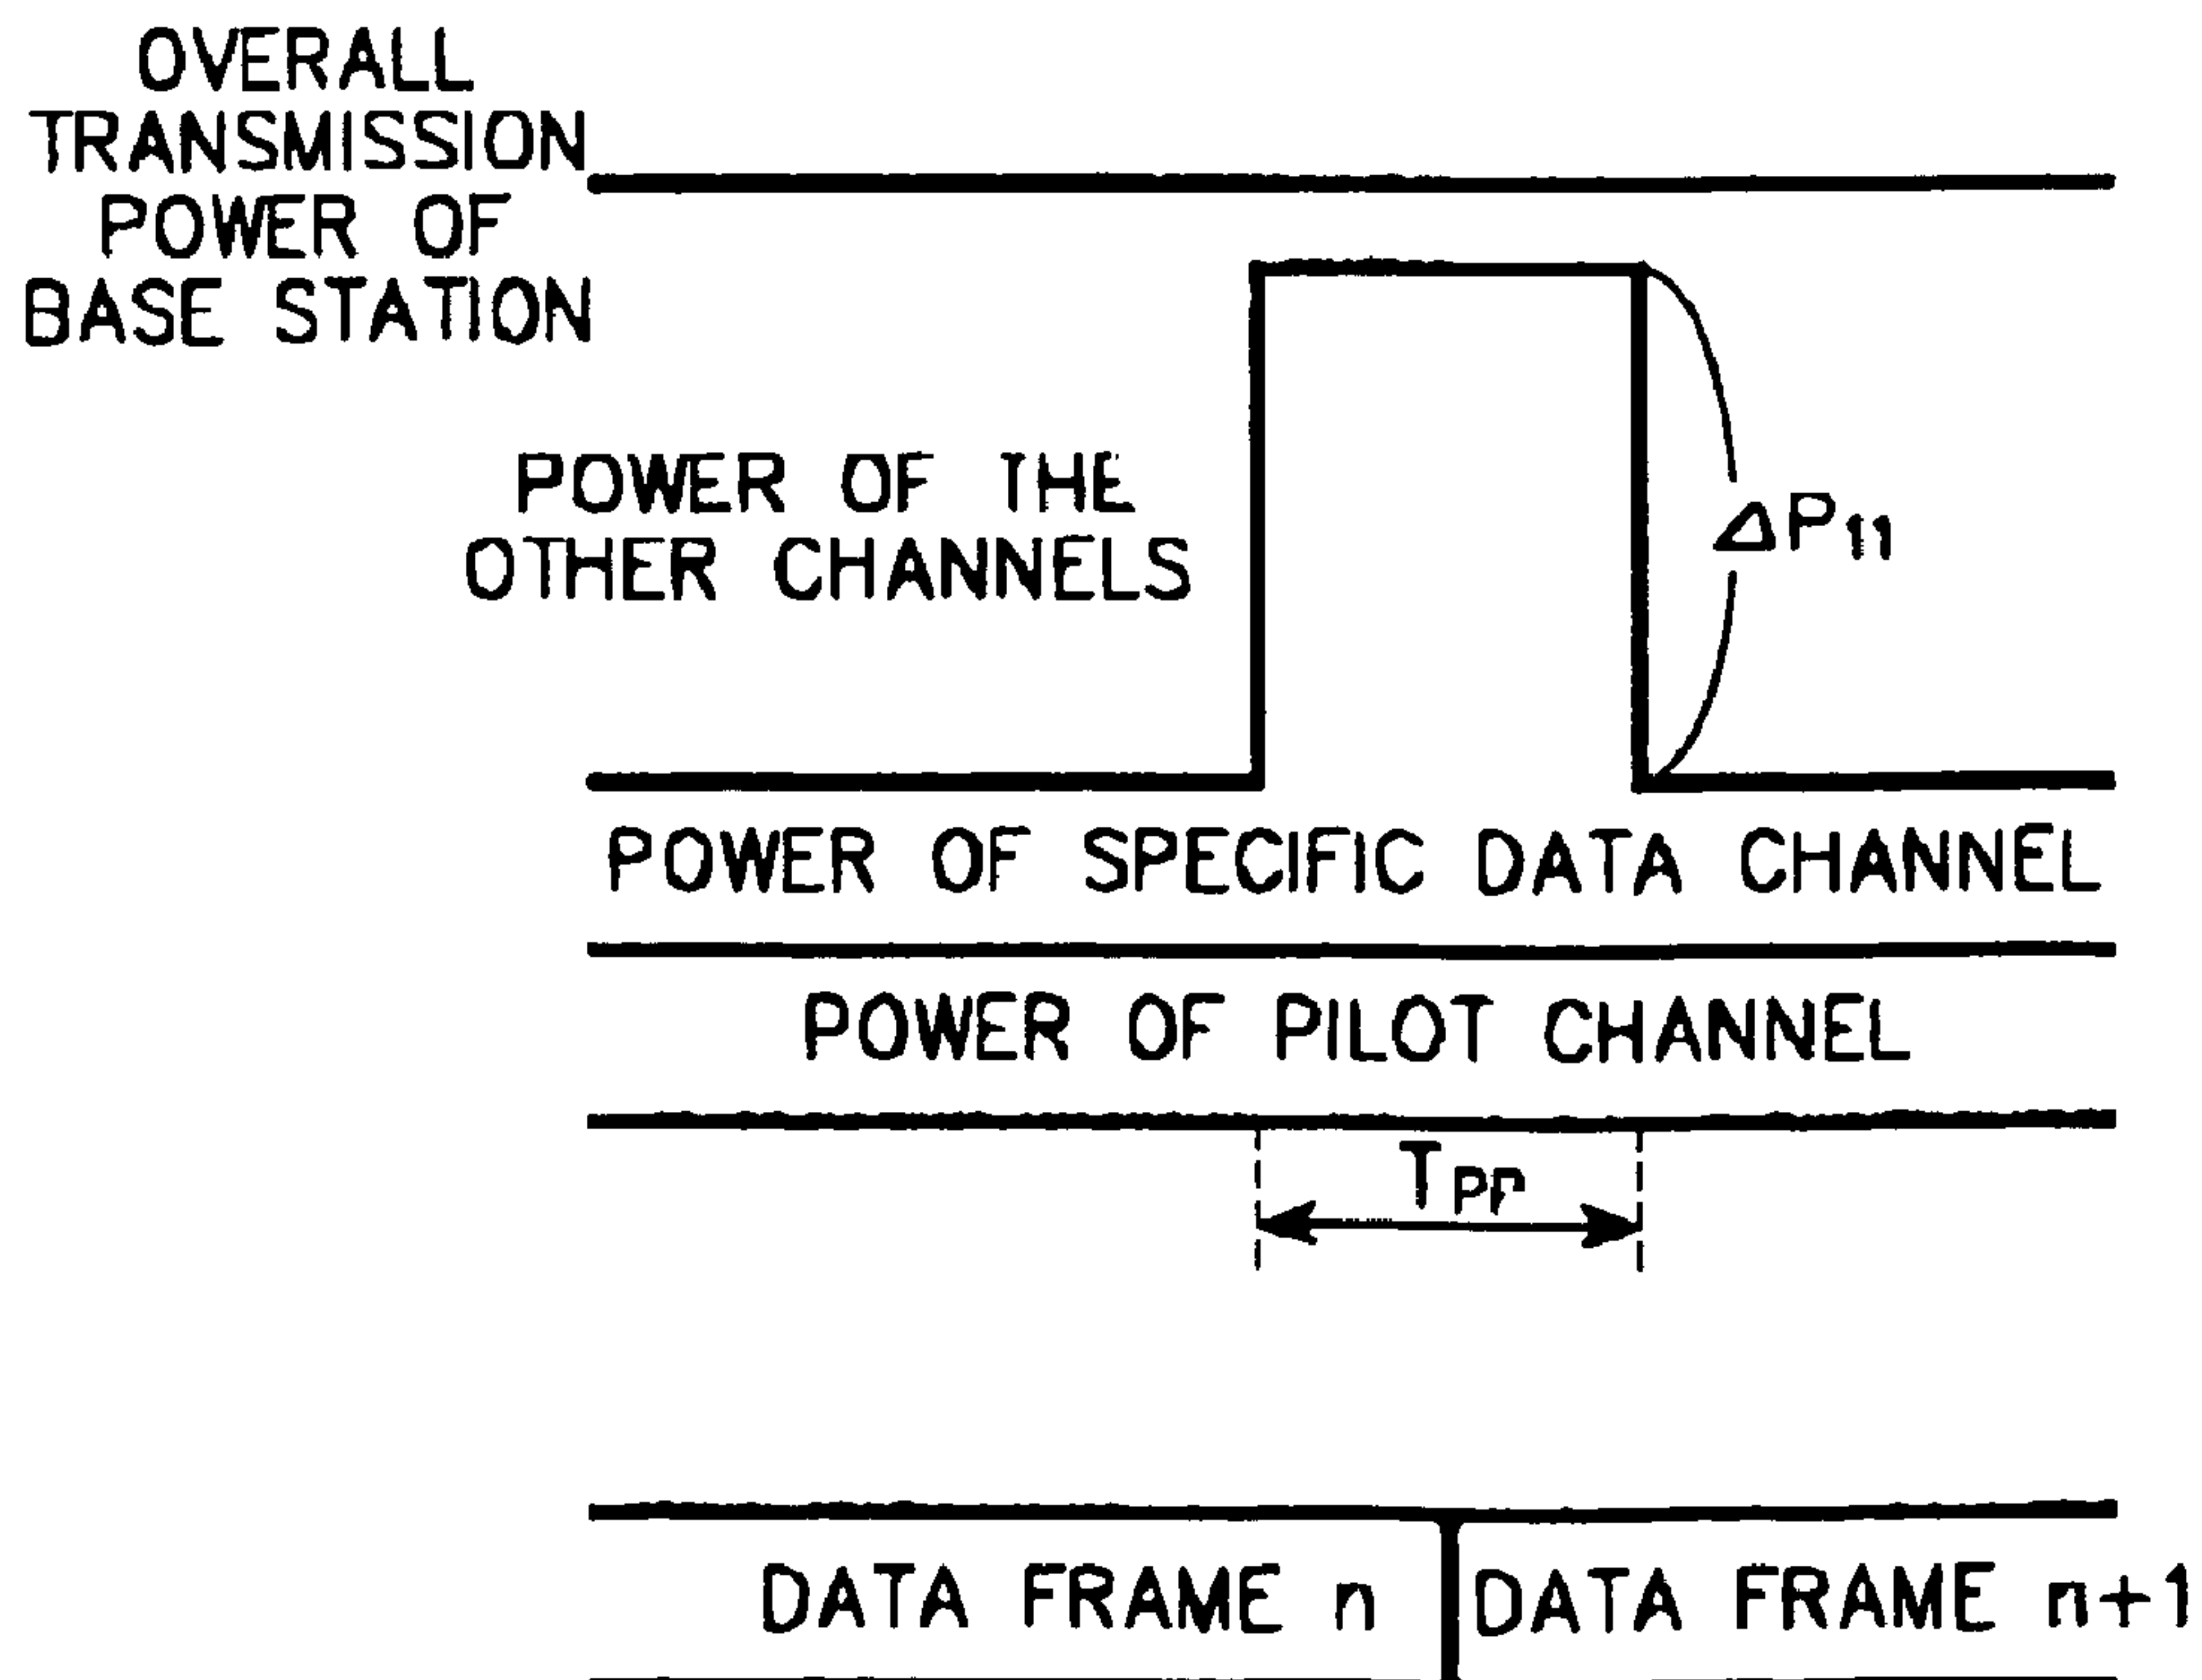 OVERALL
TRANSMISSION
POWER OF
BASE STATION
POWER OF THE
OTHER CHANNELS
ΔP11
POWER OF SPECIFIC DATA CHANNEL
POWER OF PILOT CHANNEL
TPP
DATA FRAME n
DATA FRAME n+1